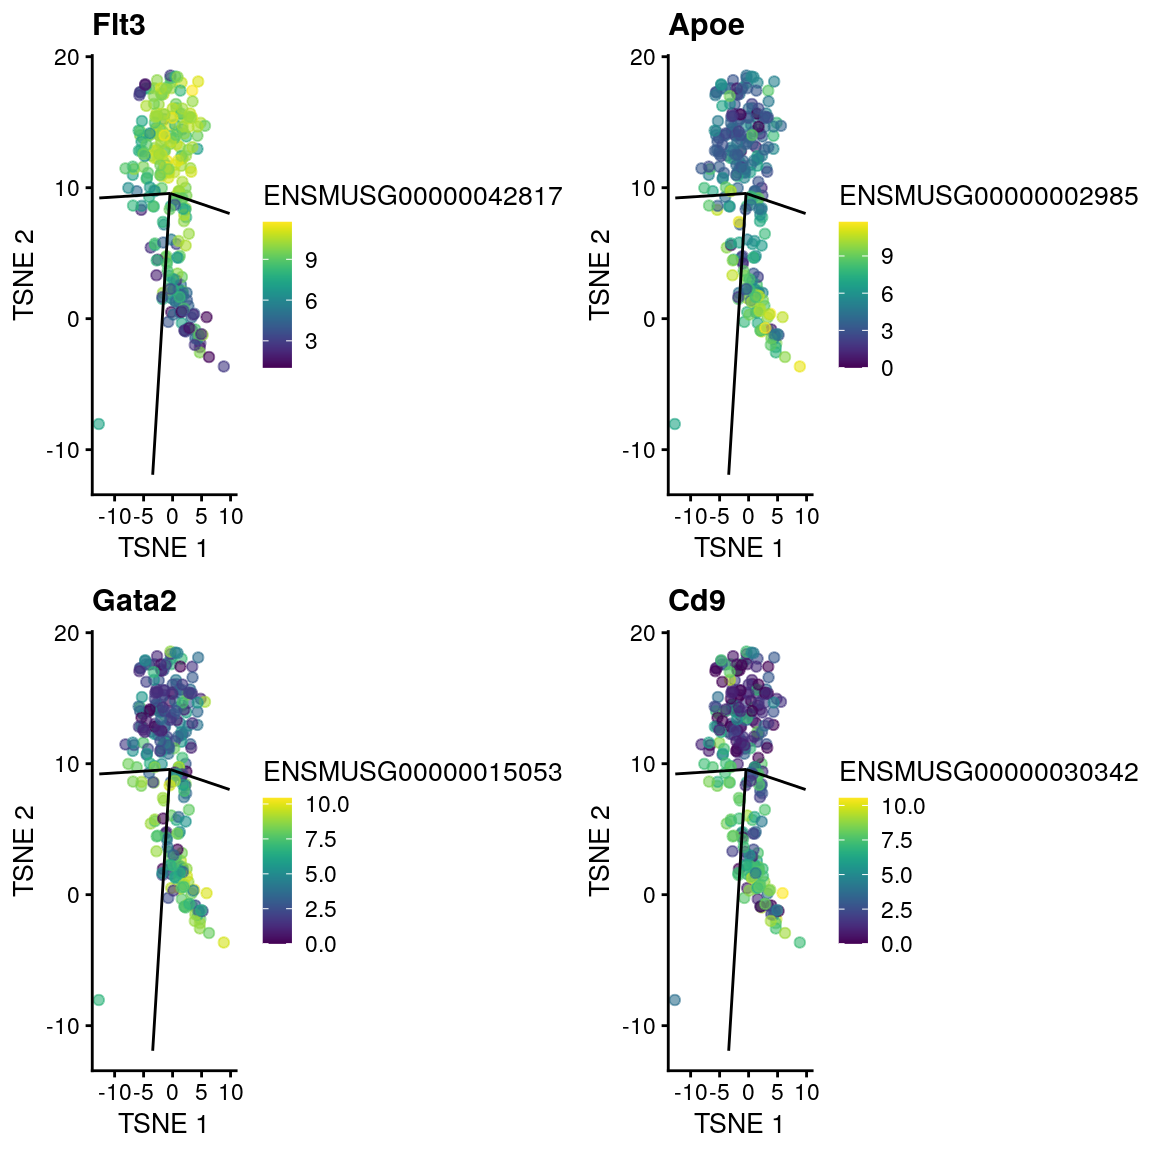 Flt3
20
10
0
-10
TSNE 2
-10 -5 0 5 10
TSNE 1
ENSMUSG00000042817
9
6
3
Apoe
20
10
0
-10
TSNE 2
-10 -5 0 5 10
TSNE 1
ENSMUSG00000002985
9
6
3
0
Gata2
20
10
0
-10
TSNE 2
-10 -5 0 5 10
TSNE 1
ENSMUSG00000015053
10.0
7.5
5.0
2.5
0.0
Cd9
20
10
0
-10
TSNE 2
-10 -5 0 5 10
TSNE 1
ENSMUSG00000030342
10.0
7.5
5.0
2.5
0.0